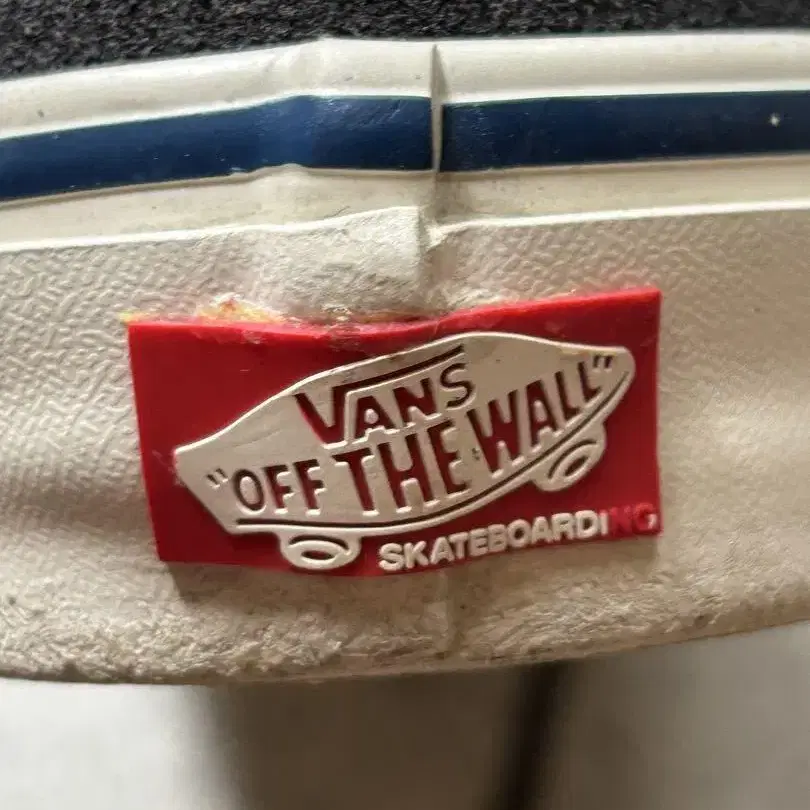 VANS
"OFF THE WALL"
SKATEBOARDING